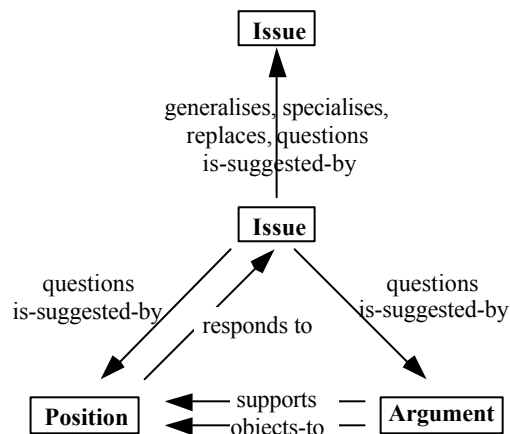 Issue
generalises, specialises,
replaces, questions
is-suggested-by
Issue
questions
is-suggested-by
responds to
questions
is-suggested-by
Position
supports
objects-to
Argument